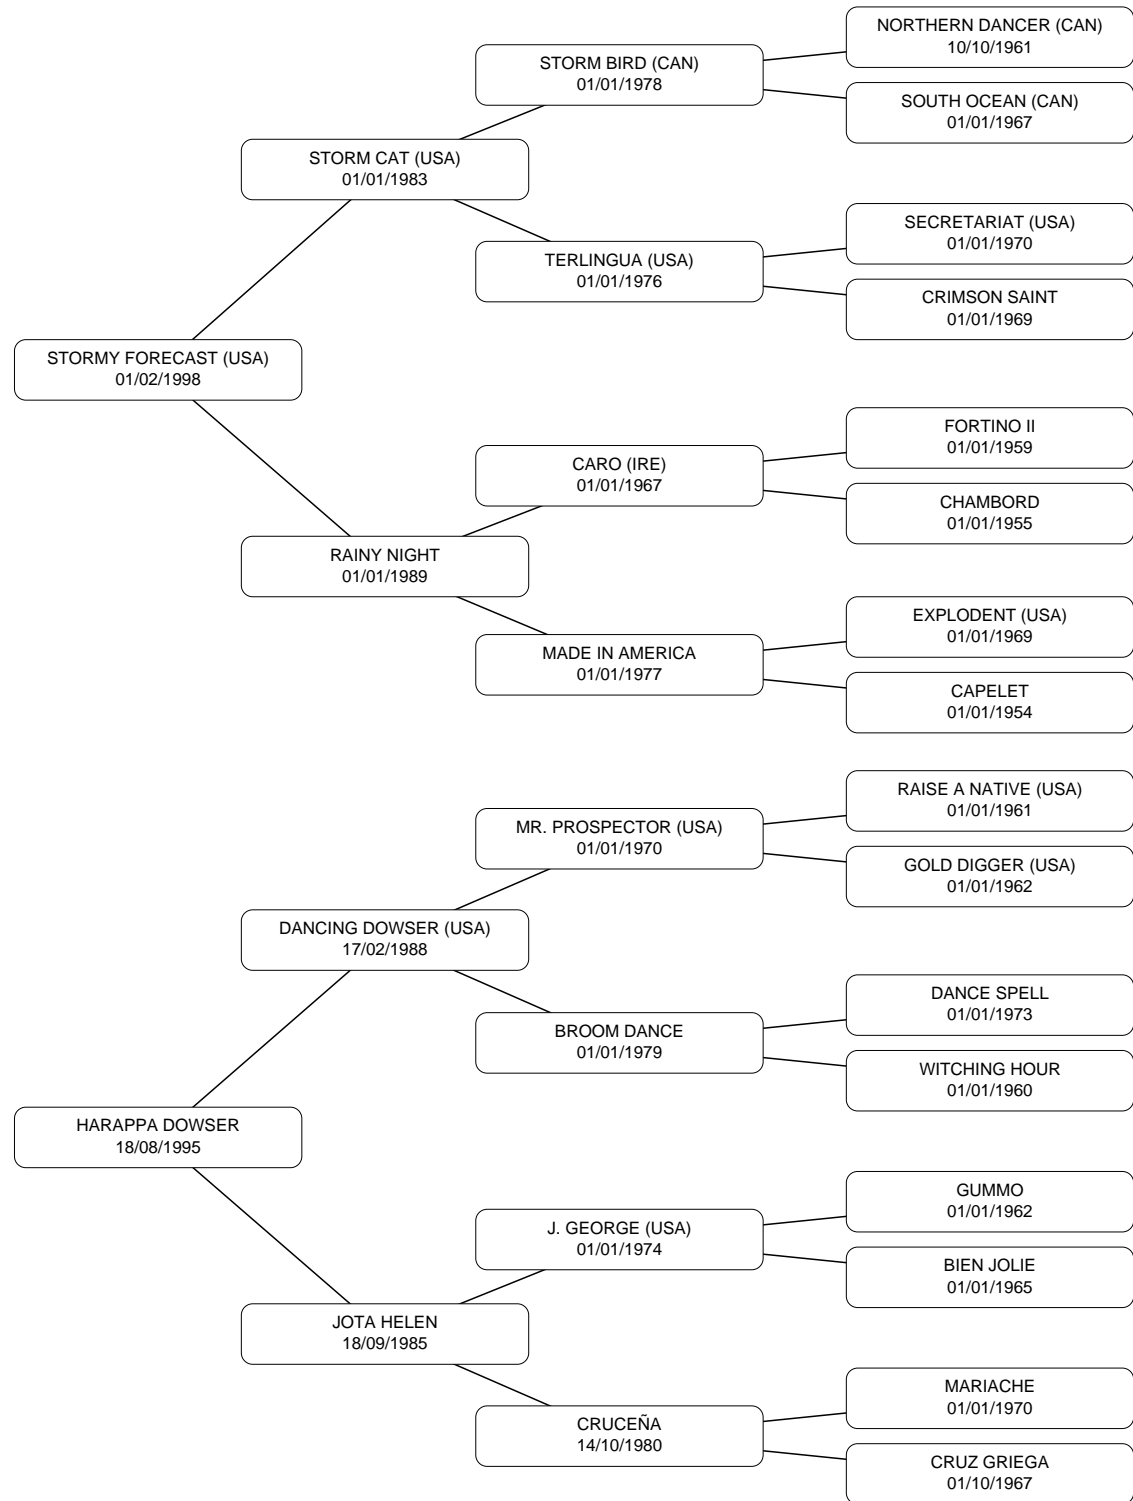 NORTHERN DANCER (CAN)
10/10/1961
STORM BIRD (CAN)
01/01/1978
SOUTH OCEAN (CAN)
01/01/1967
STORM CAT (USA)
01/01/1983
SECRETARIAT (USA)
01/01/1970
TERLINGUA (USA)
01/01/1976
CRIMSON SAINT
01/01/1969
STORMY FORECAST (USA)
01/02/1998
FORTINO II
01/01/1959
CARO (IRE)
01/01/1967
CHAMBORD
01/01/1955
RAINY NIGHT
01/01/1989
EXPLODENT (USA)
01/01/1969
MADE IN AMERICA
01/01/1977
CAPELET
01/01/1954
RAISE A NATIVE (USA)
01/01/1961
MR. PROSPECTOR (USA)
01/01/1970
GOLD DIGGER (USA)
01/01/1962
DANCING DOWSER (USA)
17/02/1988
DANCE SPELL
01/01/1973
BROOM DANCE
01/01/1979
WITCHING HOUR
01/01/1960
HARAPPA DOWSER
18/08/1995
GUMMO
01/01/1962
J. GEORGE (USA)
01/01/1974
BIEN JOLIE
01/01/1965
JOTA HELEN
18/09/1985
MARIACHE
01/01/1970
CRUCEÑA
14/10/1980
CRUZ GRIEGA
01/10/1967